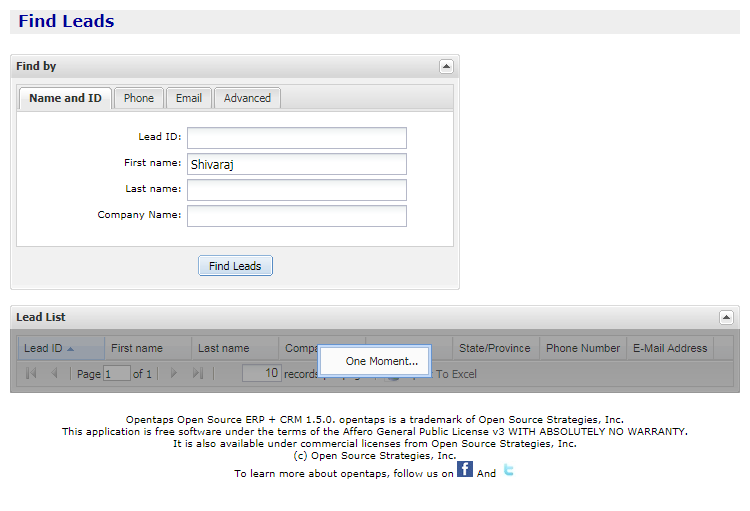 Find Leads
Find by
Name and ID Phone Email Advanced
Lead ID:
First name: Shivaraj
Last name:
Company Name:
Find Leads
Lead List
Lead ID First name Last name State/Province Phone Number E-Mail Address
One Moment...
Page 1 of 1 10 To Excel
Opentaps Open Source ERP + CRM 1.5.0. opentaps is a trademark of Open Source Strategies, Inc.
This application is free software under the terms of the Affero General Public License v3 WITH ABSOLUTELY NO WARRANTY.
It is also available under commercial licenses from Open Source Strategies, Inc.
(c) Open Source Strategies, Inc.
To learn more about opentaps, follow us on f And t